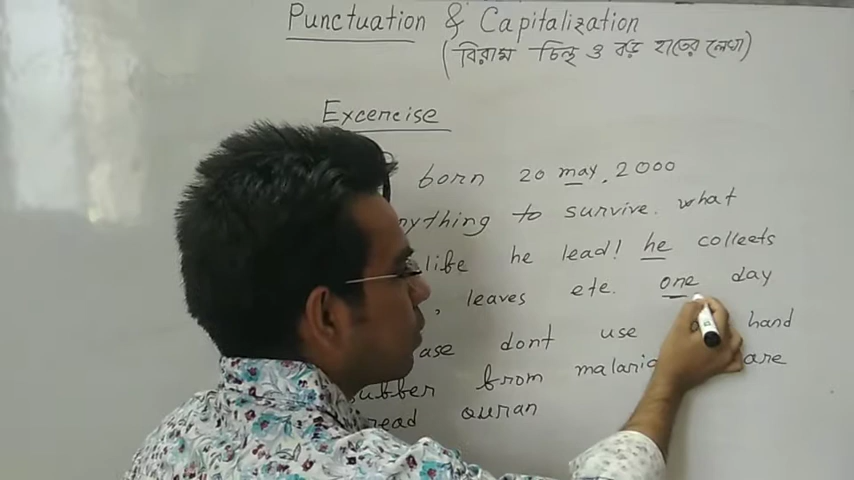 Punctuation & Capitalization
(বিরাম চিহ্ন ও বড় হাতের লেখা)
Excercise
born 20 may, 2000
nything to survive. what
life he lead! he collects
, leaves etc. one day
ase dont use hand
suffer from malaria are
read quran